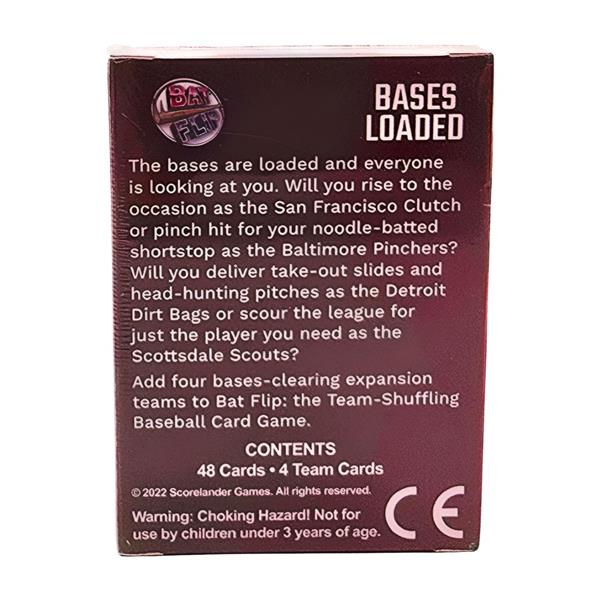 BAT
FLIP
BASES
LOADED
The bases are loaded and everyone
is looking at you. Will you rise to the
occasion as the San Francisco Clutch
or pinch hit for your noodle-batted
shortstop as the Baltimore Pinchers?
Will you deliver take-out slides and
head-hunting pitches as the Detroit
Dirt Bags or scour the league for
just the player you need as the
Scottsdale Scouts?
Add four bases-clearing expansion
teams to Bat Flip: the Team-Shuffling
Baseball Card Game.
CONTENTS
48 Cards • 4 Team Cards
© 2022 Scorelander Games. All rights reserved.
Warning: Choking Hazard! Not for
use by children under 3 years of age.
CE